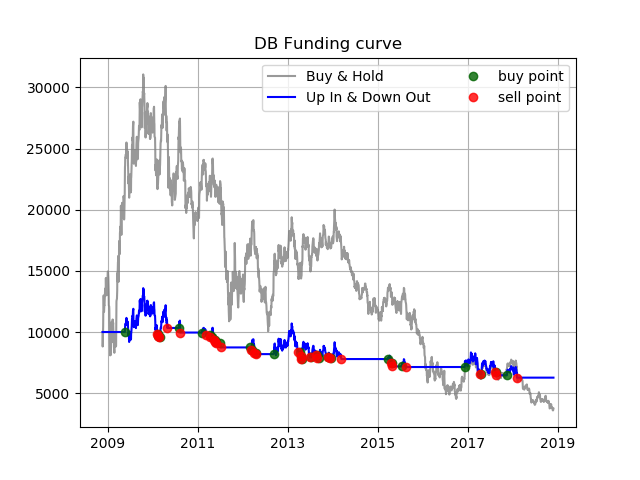 DB Funding curve
Buy & Hold
Up In & Down Out
buy point
sell point
30000
25000
20000
15000
10000
5000
2009 2011 2013 2015 2017 2019